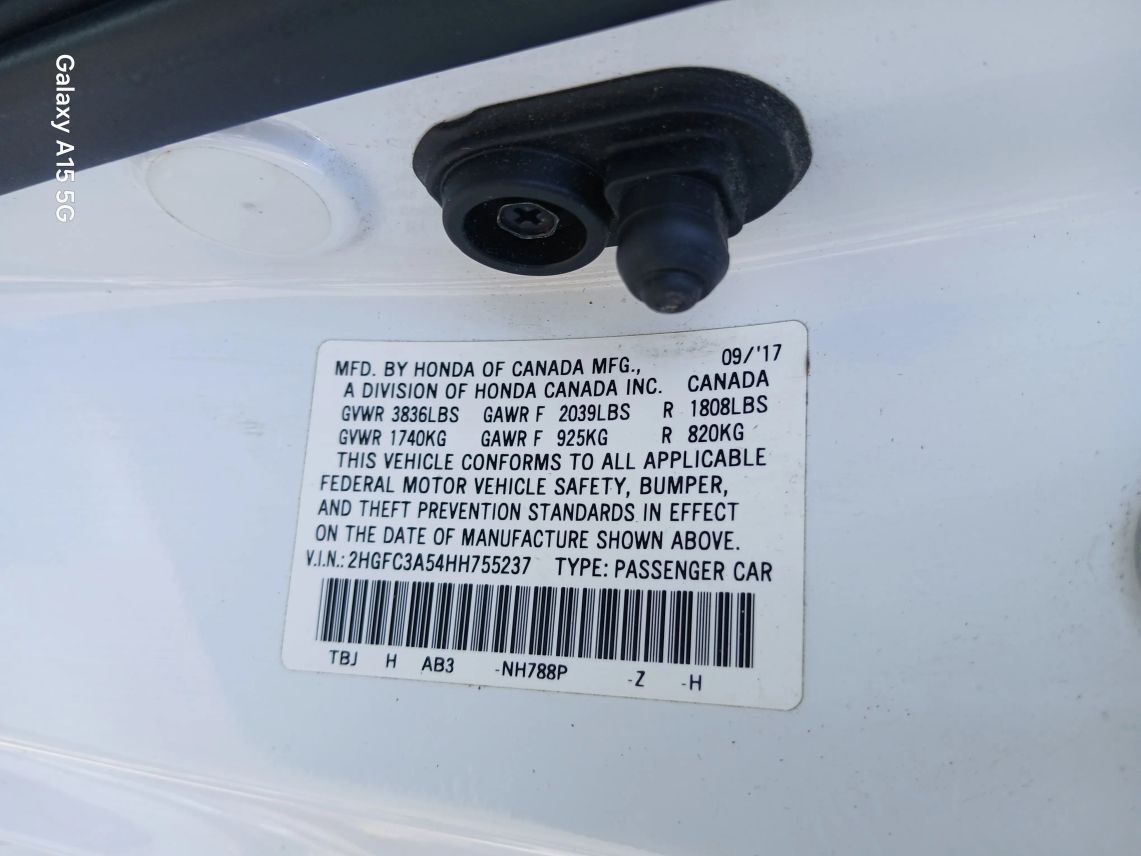 Galaxy A15 5G
MFD. BY HONDA OF CANADA MFG., 09/'17
A DIVISION OF HONDA CANADA INC. CANADA
GVWR 3836LBS GAWR F 2039LBS R 1808LBS
GVWR 1740KG GAWR F 925KG R 820KG
THIS VEHICLE CONFORMS TO ALL APPLICABLE
FEDERAL MOTOR VEHICLE SAFETY, BUMPER,
AND THEFT PREVENTION STANDARDS IN EFFECT
ON THE DATE OF MANUFACTURE SHOWN ABOVE.
V.I.N.: 2HGFC3A54HH755237 TYPE: PASSENGER CAR
TBJ H AB3 -NH788P -Z -H